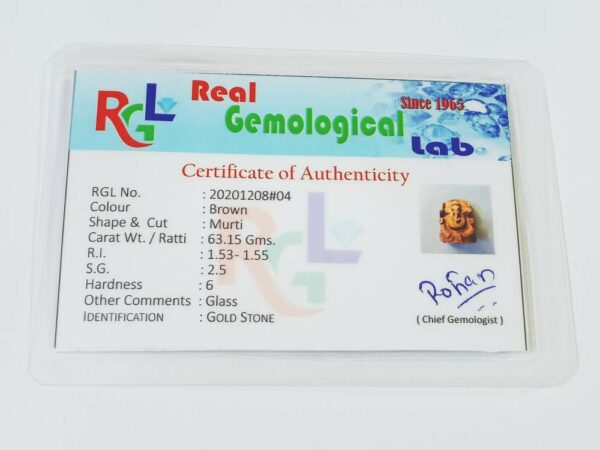 RGL Real Gemological Lab
Since 1965
Certificate of Authenticity
RGL No. : 20201208#04
Colour : Brown
Shape & Cut : Murti
Carat Wt. / Ratti : 63.15 Gms.
R.I. : 1.53- 1.55
S.G. : 2.5
Hardness : 6
Other Comments : Glass
IDENTIFICATION : GOLD STONE
RGL
Rohan
( Chief Gemologist )